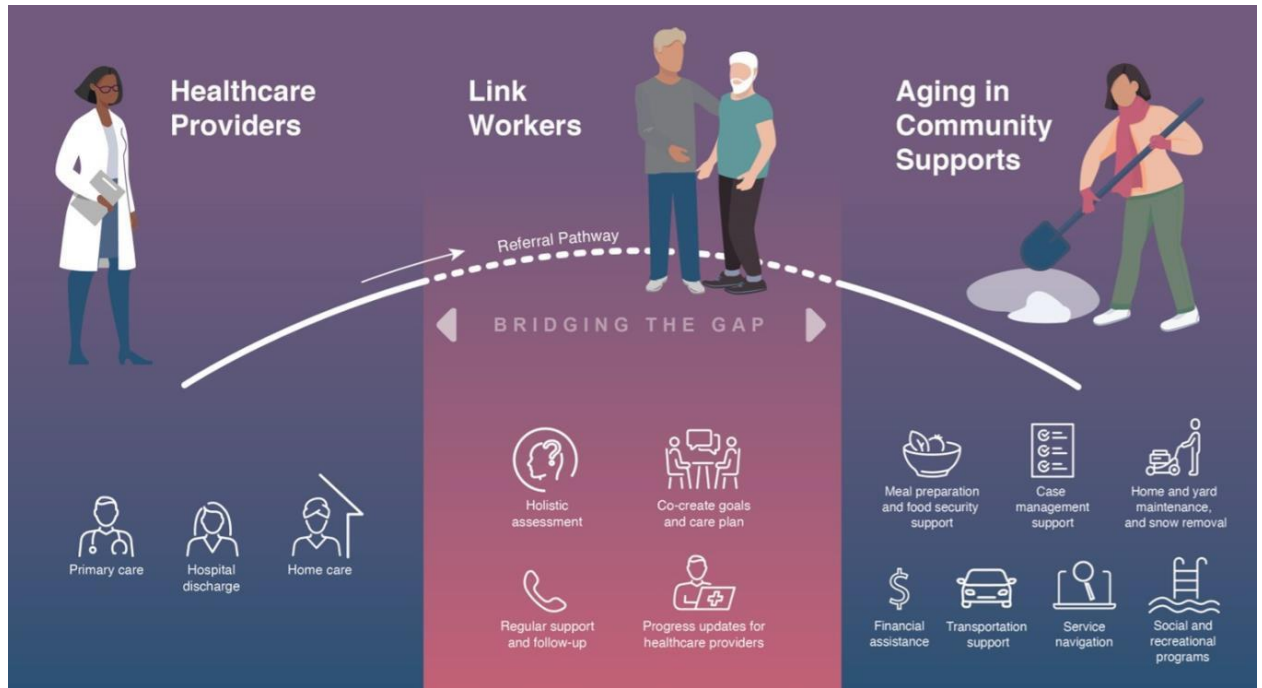 Healthcare
Providers
Link
Workers
Aging in
Community
Supports
Referral Pathway
BRIDGING THE GAP
Primary care
Hospital
discharge
Home care
Holistic
assessment
Co-create goals
and care plan
Regular support
and follow-up
Progress updates for
healthcare providers
Meal preparation
and food security
support
Case
management
support
Home and yard
maintenance,
and snow removal
Financial
assistance
Transportation
support
Service
navigation
Social and
recreational
programs